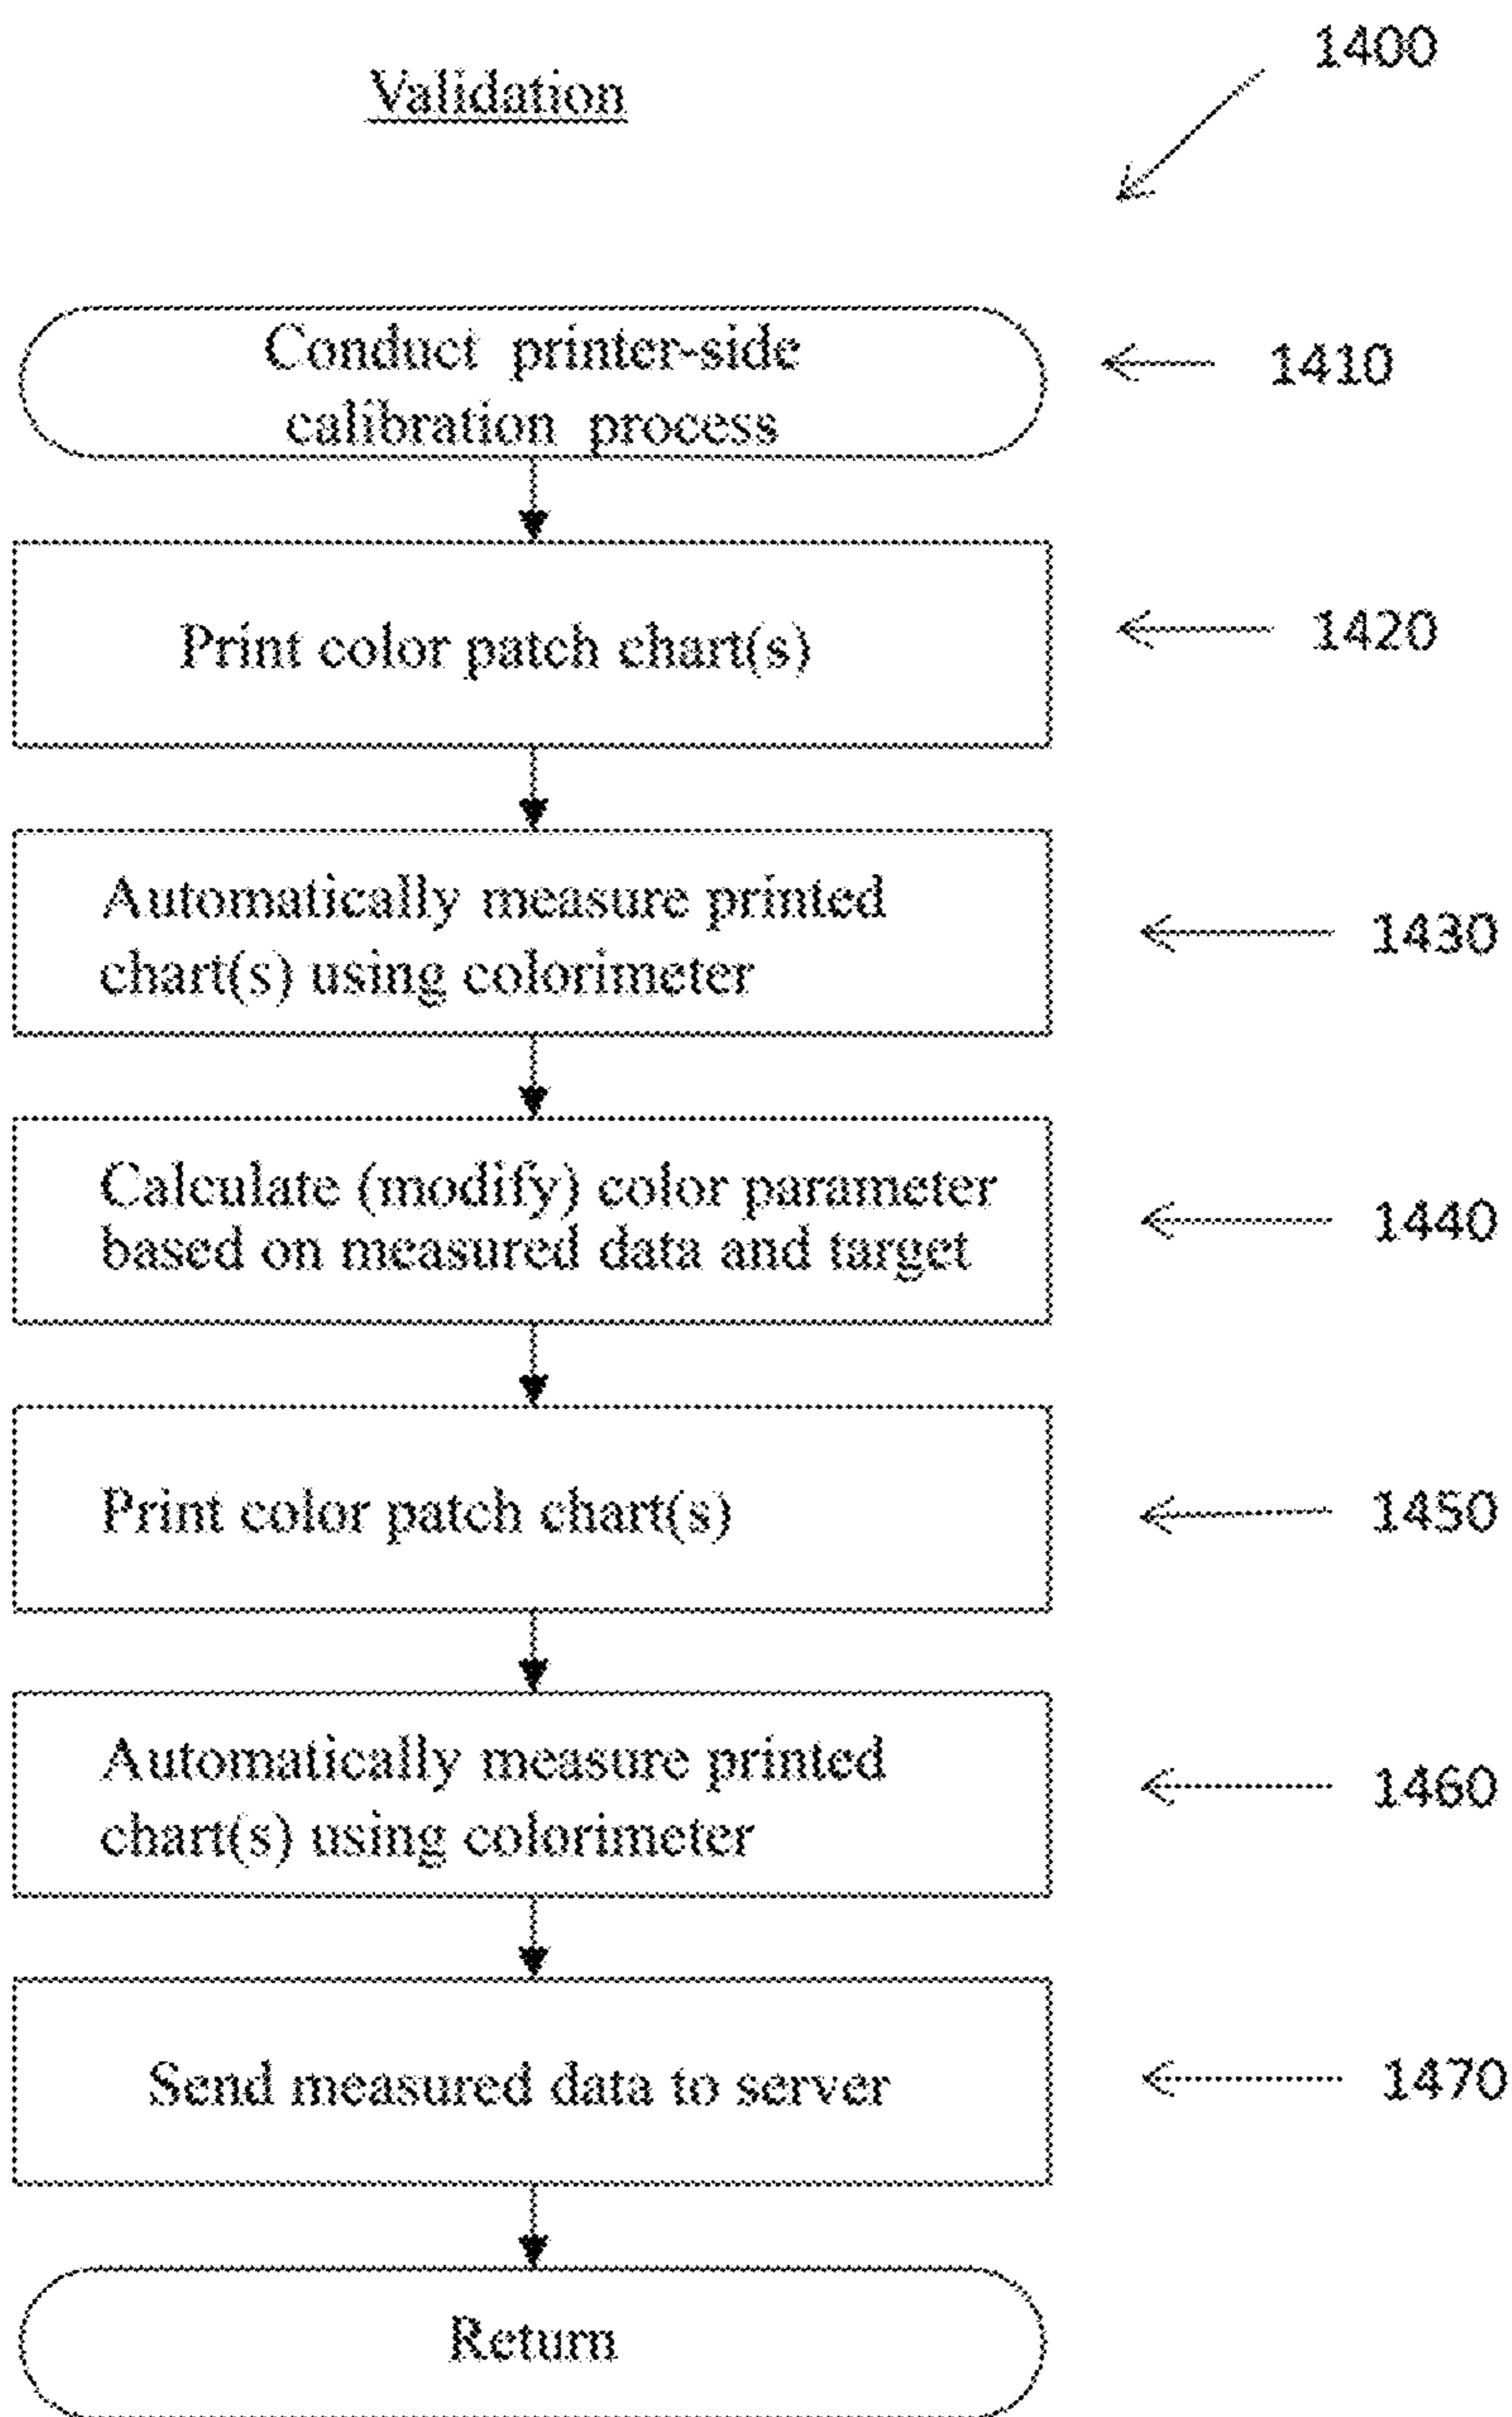 1400
Validation
Conduct printer-side
calibration process
1410
Print color patch chart(s)
1420
Automatically measure printed
chart(s) using colorimeter
1430
Calculate (modify) color parameter
based on measured data and target
1440
Print color patch chart(s)
1450
Automatically measure printed
chart(s) using colorimeter
1460
Send measured data to server
1470
Return